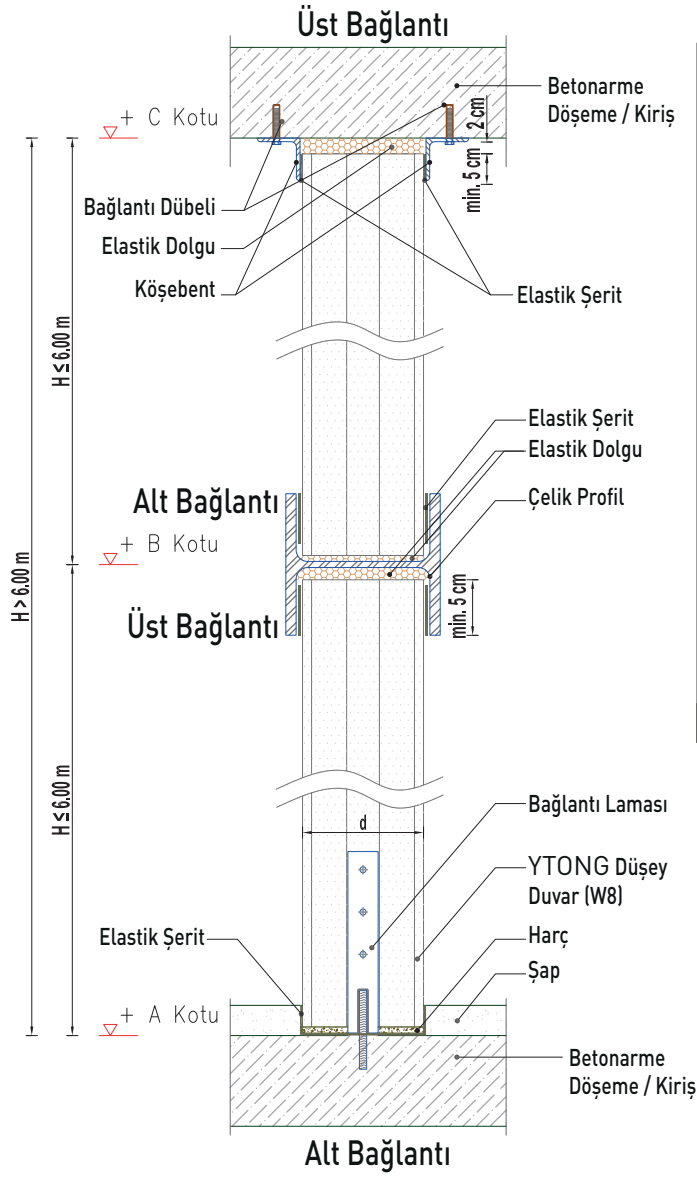 Üst Bağlantı
Betonarme
Döşeme / Kiriş
2 cm
+ C Kotu
min. 5 cm
Bağlantı Dübeli
Elastik Dolgu
Köşebent
Elastik Şerit
H ≤ 6.00 m
Elastik Şerit
Elastik Dolgu
Çelik Profil
Alt Bağlantı
+ B Kotu
H > 6.00 m
min. 5 cm
Üst Bağlantı
H ≤ 6.00 m
Bağlantı Laması
d
YTONG Düşey
Duvar (W8)
Elastik Şerit
Harç
Şap
+ A Kotu
Betonarme
Döşeme / Kiriş
Alt Bağlantı